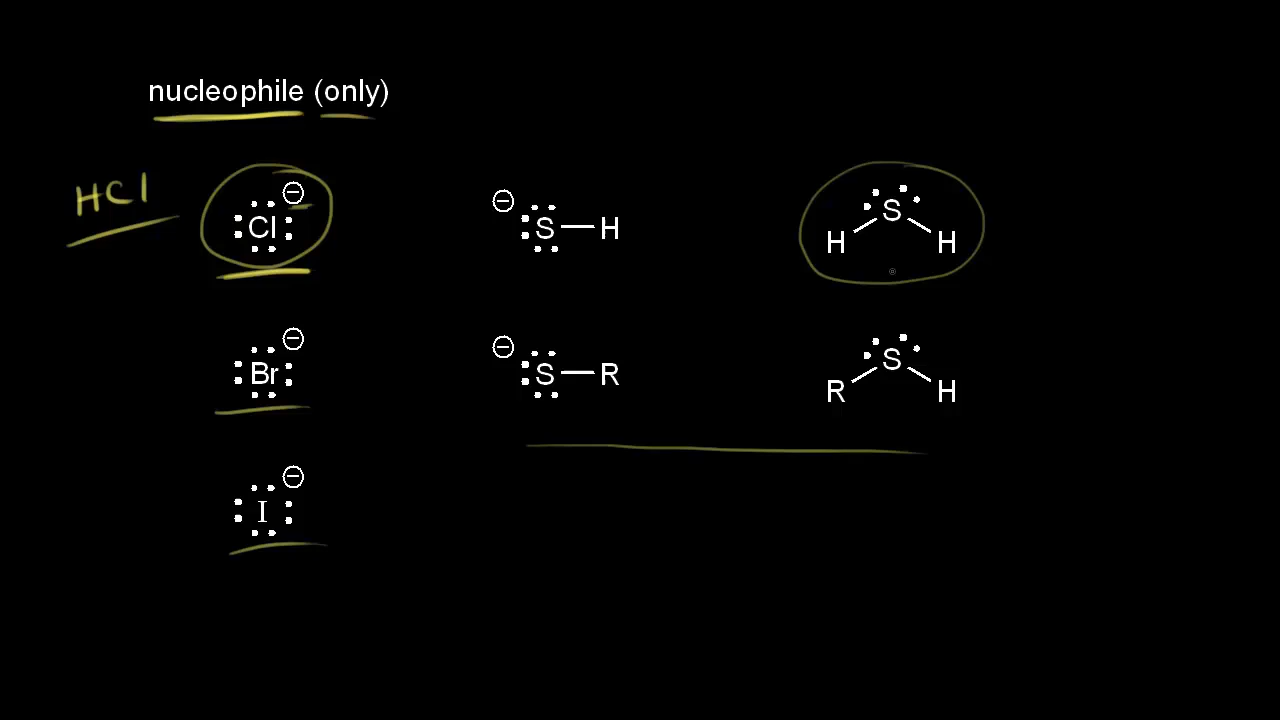 nucleophile (only)
HCl
Cl ⊖
⊖ S—H
S
H H
Br ⊖
⊖ S—R
S
R H
I ⊖